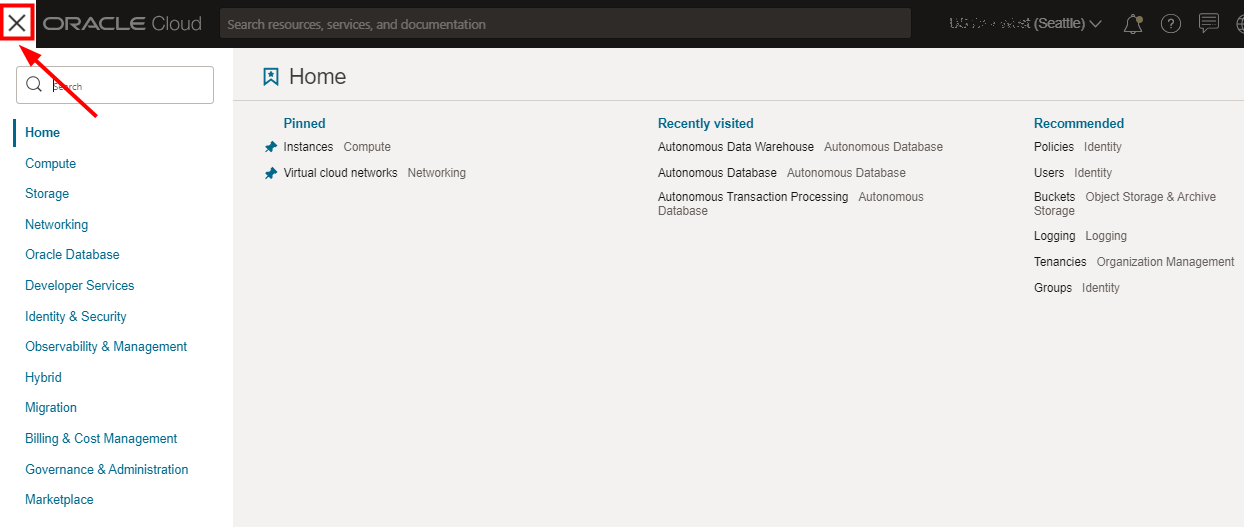 ORACLE Cloud
Search resources, services, and documentation
West (Seattle)
Search
Home
Compute
Storage
Networking
Oracle Database
Developer Services
Identity & Security
Observability & Management
Hybrid
Migration
Billing & Cost Management
Governance & Administration
Marketplace
Home
Pinned
Instances Compute
Virtual cloud networks Networking
Recently visited
Autonomous Data Warehouse Autonomous Database
Autonomous Database Autonomous Database
Autonomous Transaction Processing Autonomous
Database
Recommended
Policies Identity
Users Identity
Buckets Object Storage & Archive
Storage
Logging Logging
Tenancies Organization Management
Groups Identity